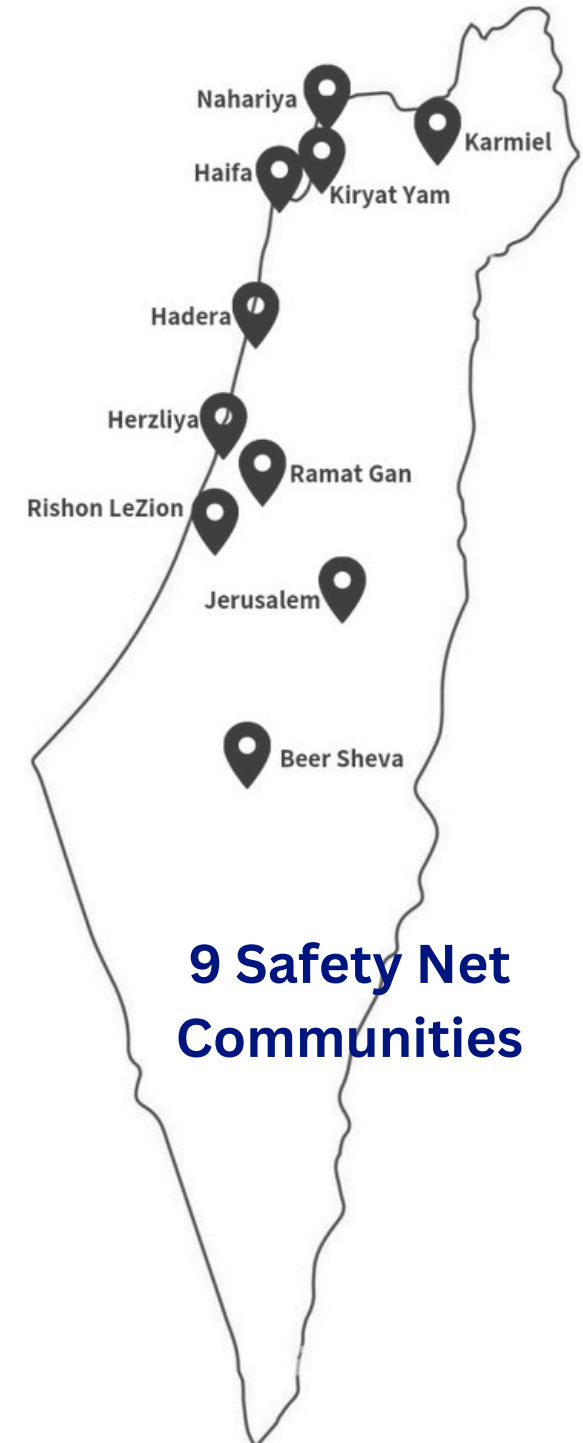 Nahariya
Karmiel
Haifa
Kiryat Yam
Hadera
Herzliya
Ramat Gan
Rishon LeZion
Jerusalem
Beer Sheva
9 Safety Net
Communities